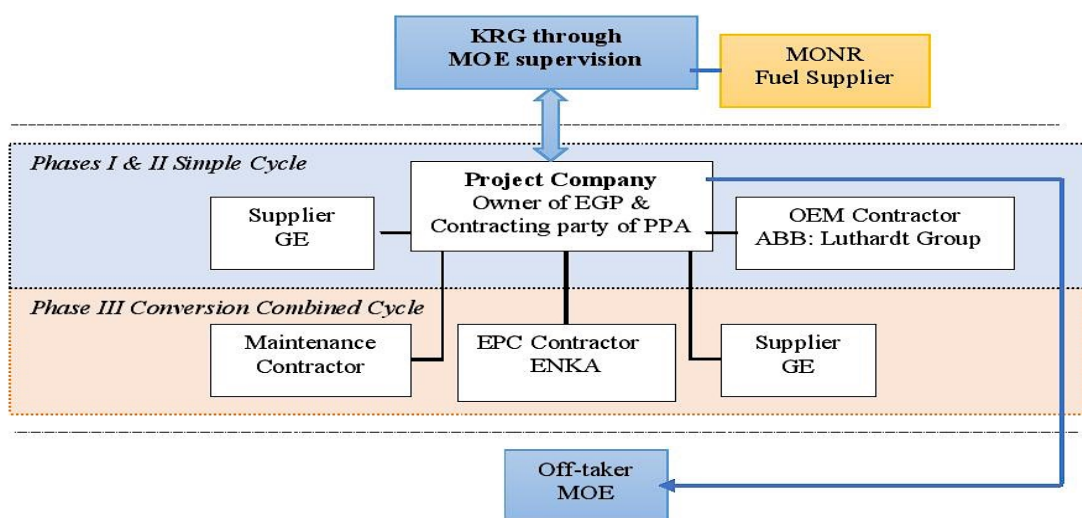 KRG through
MOE supervision
MONR
Fuel Supplier
Phases I & II Simple Cycle
Project Company
Owner of EGP &
Contracting party of PPA
Supplier
GE
OEM Contractor
ABB: Luthardt Group
Phase III Conversion Combined Cycle
Maintenance
Contractor
EPC Contractor
ENKA
Supplier
GE
Off-taker
MOE